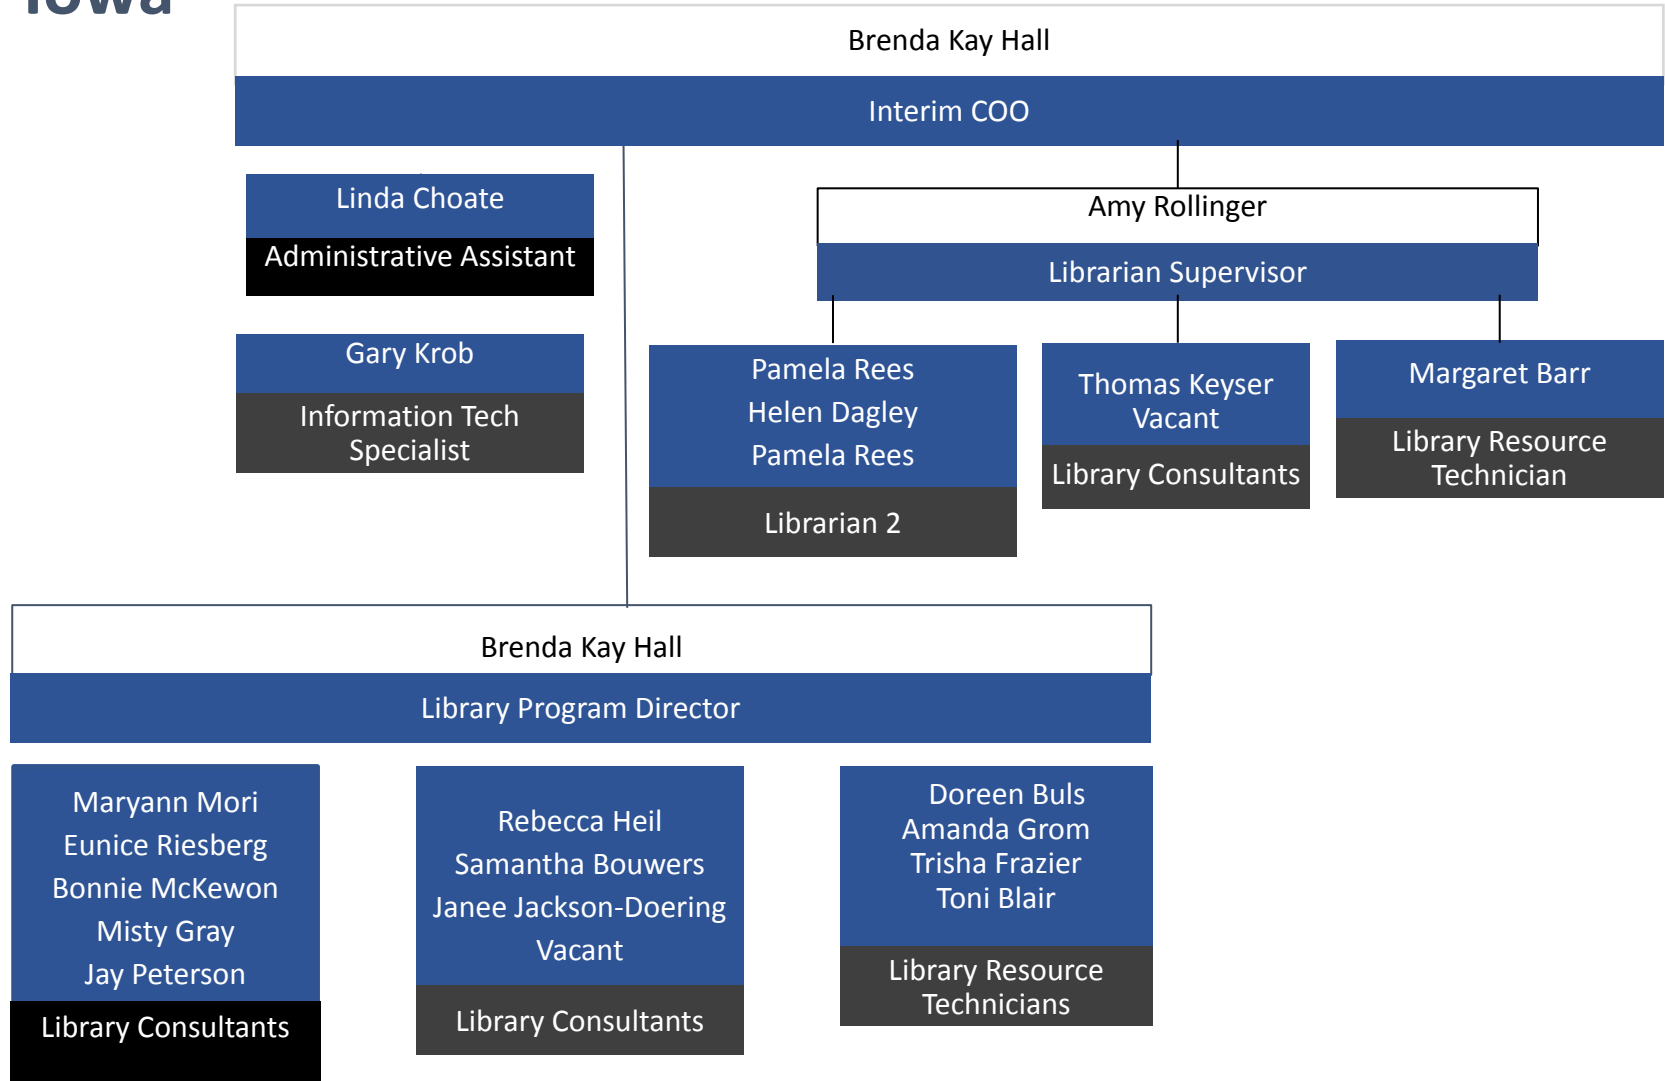 Iowa
Brenda Kay Hall
Interim COO
Linda Choate
Administrative Assistant
Amy Rollinger
Librarian Supervisor
Gary Krob
Information Tech
Specialist
Pamela Rees
Helen Dagley
Pamela Rees
Librarian 2
Thomas Keyser
Vacant
Library Consultants
Margaret Barr
Library Resource
Technician
Brenda Kay Hall
Library Program Director
Maryann Mori
Eunice Riesberg
Bonnie McKewon
Misty Gray
Jay Peterson
Library Consultants
Rebecca Heil
Samantha Bouwers
Janee Jackson-Doering
Vacant
Library Consultants
Doreen Buls
Amanda Grom
Trisha Frazier
Toni Blair
Library Resource
Technicians